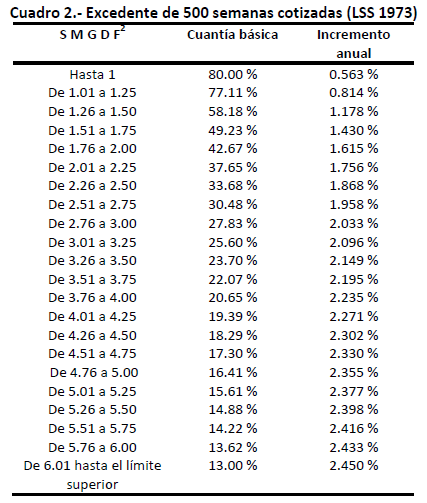 Cuadro 2.- Excedente de 500 semanas cotizadas (LSS 1973)
S M G D F² Cuantía básica Incremento
anual
Hasta 1 80.00 % 0.563 %
De 1.01 a 1.25 77.11 % 0.814 %
De 1.26 a 1.50 58.18 % 1.178 %
De 1.51 a 1.75 49.23 % 1.430 %
De 1.76 a 2.00 42.67 % 1.615 %
De 2.01 a 2.25 37.65 % 1.756 %
De 2.26 a 2.50 33.68 % 1.868 %
De 2.51 a 2.75 30.48 % 1.958 %
De 2.76 a 3.00 27.83 % 2.033 %
De 3.01 a 3.25 25.60 % 2.096 %
De 3.26 a 3.50 23.70 % 2.149 %
De 3.51 a 3.75 22.07 % 2.195 %
De 3.76 a 4.00 20.65 % 2.235 %
De 4.01 a 4.25 19.39 % 2.271 %
De 4.26 a 4.50 18.29 % 2.302 %
De 4.51 a 4.75 17.30 % 2.330 %
De 4.76 a 5.00 16.41 % 2.355 %
De 5.01 a 5.25 15.61 % 2.377 %
De 5.26 a 5.50 14.88 % 2.398 %
De 5.51 a 5.75 14.22 % 2.416 %
De 5.76 a 6.00 13.62 % 2.433 %
De 6.01 hasta el límite 13.00 % 2.450 %
superior